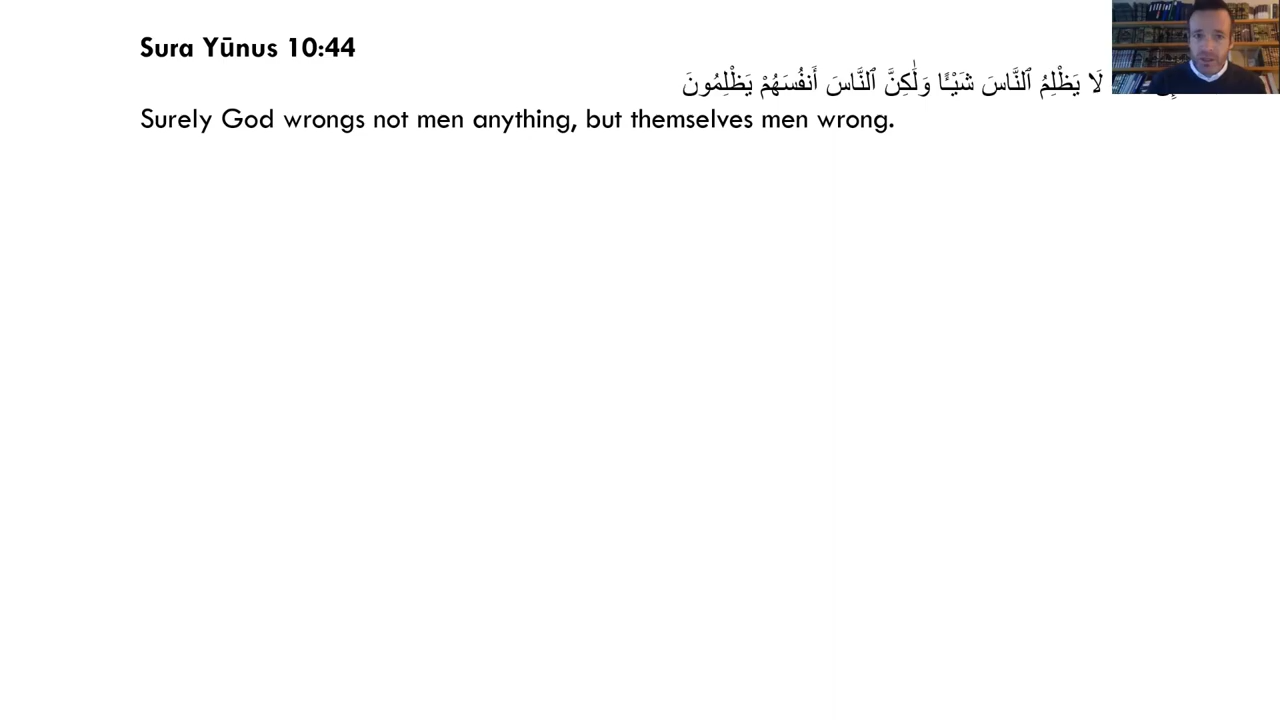 Sura Yūnus 10:44
لَا يَظْلِمُ ٱلنَّاسَ شَيْـًٔا وَلَٰكِنَّ ٱلنَّاسَ أَنفُسَهُمْ يَظْلِمُونَ
Surely God wrongs not men anything, but themselves men wrong.